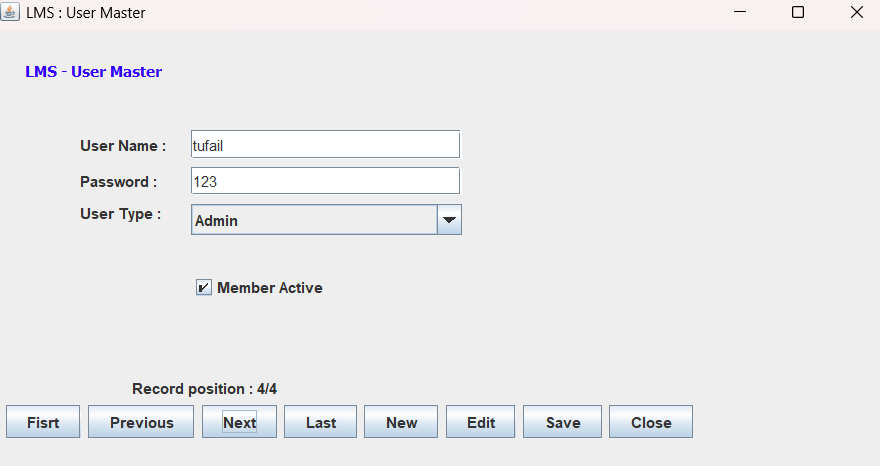 LMS : User Master
LMS - User Master
User Name : tufail
Password : 123
User Type : Admin
Member Active
Record position : 4/4
Fisrt Previous Next Last New Edit Save Close